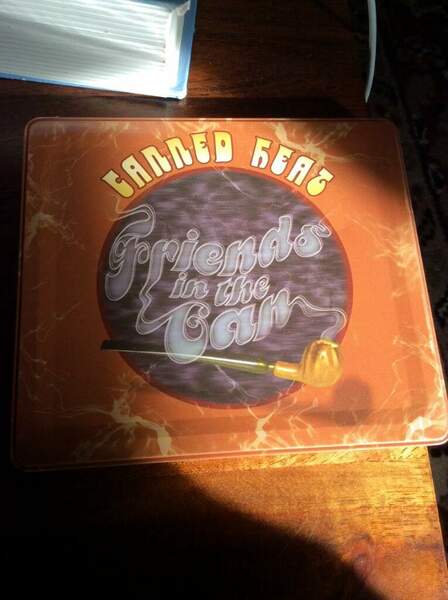 CANNED HEAT
Friends
in the
Can